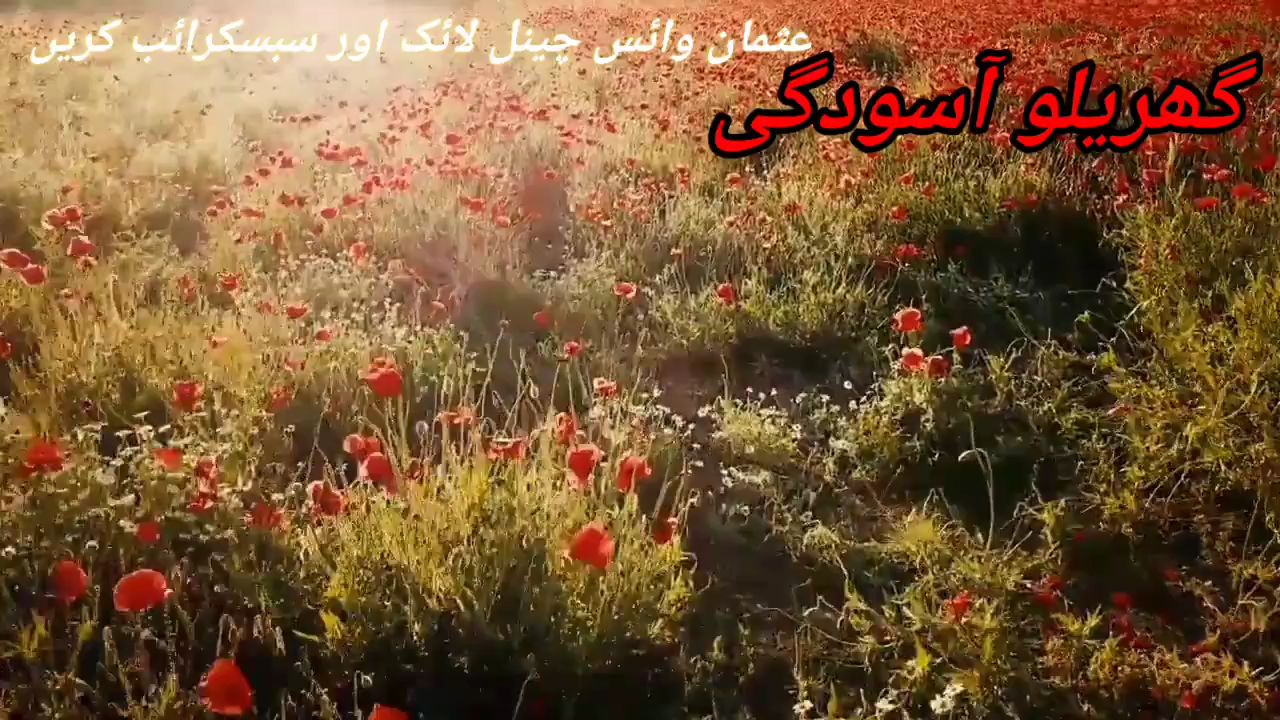 عثمان وائس چینل لائک اور سبسکرائب کریں
گھریلو آسودگی